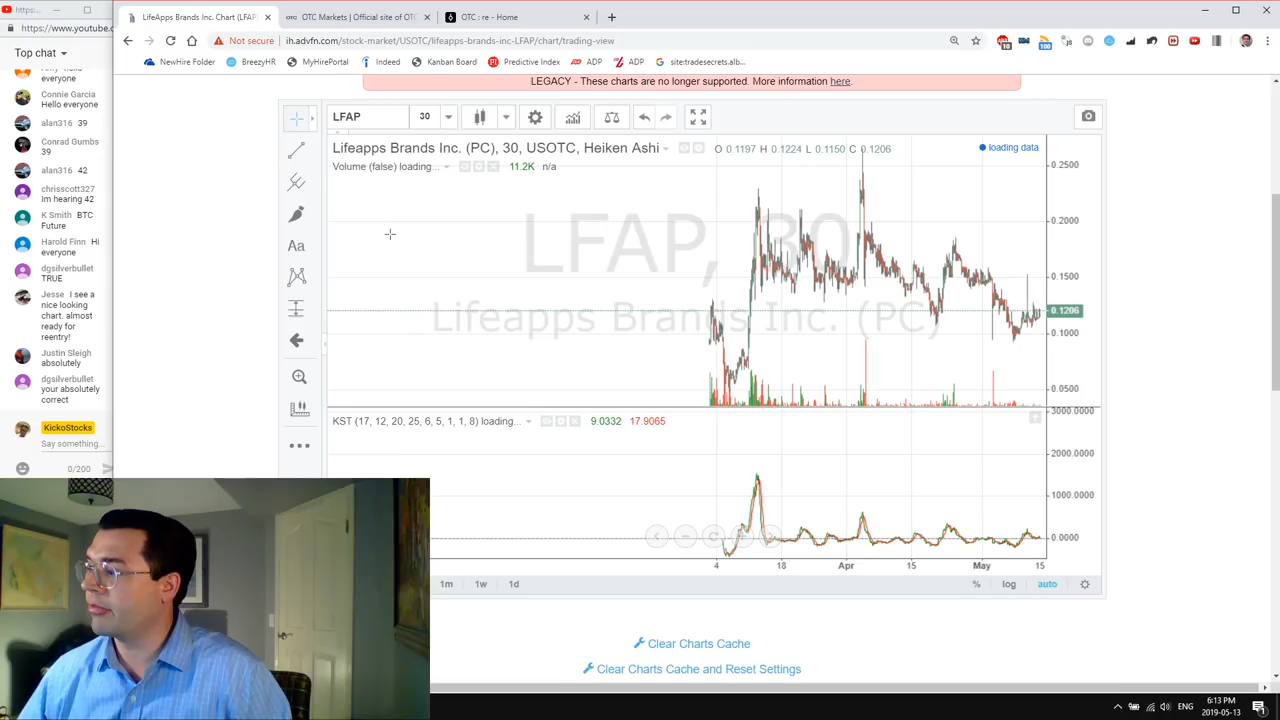 https:
https://www.youtube.c
Top chat
everyone
Connie Garcia
Hello everyone
alan316 39
Conrad Gumbs
39
alan316 42
chrisscott327
Im hearing 42
K Smith BTC
Future
Harold Finn Hi
everyone
dgsilverbullet
TRUE
Jesse I see a
nice looking
chart. almost
ready for
reentry!
Justin Sleigh
absolutely
dgsilverbullet
your absolutely
correct
KickoStocks
Say something...
0/200
LifeApps Brands Inc. Chart (LFAP)
OTC Markets | Official site of OTC
OTC : re - Home
Not secure
ih.advfn.com/stock-market/USOTC/lifeapps-brands-inc-LFAP/chart/trading-view
NewHire Folder
BreezyHR
MyHirePortal
Indeed
Kanban Board
Predictive Index
ADP
ADP
site:tradesecrets.alb...
LEGACY - These charts are no longer supported. More information here.
LFAP
30
Lifeapps Brands Inc. (PC), 30, USOTC, Heiken Ashi
O 0.1197 H 0.1224 L 0.1150 C 0.1206
loading data
Volume (false) loading...
11.2K n/a
LFAP, 30
Lifeapps Brands Inc. (PC)
0.2500
0.2000
0.1500
0.1206
0.1000
0.0500
KST (17, 12, 20, 25, 6, 5, 1, 1, 8) loading...
9.0332 17.9065
3000.0000
2000.0000
1000.0000
0.0000
4 18 Apr 15 May 15
1m 1w 1d
% log auto
Clear Charts Cache
Clear Charts Cache and Reset Settings
ENG
6:13 PM
2019-05-13